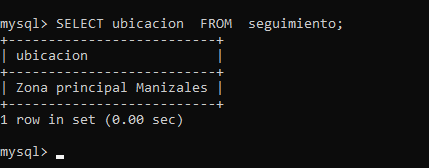 mysql> SELECT ubicacion  FROM  seguimiento;
+--------------------------+
| ubicacion                |
+--------------------------+
| Zona principal Manizales |
+--------------------------+
1 row in set (0.00 sec)
mysql> _